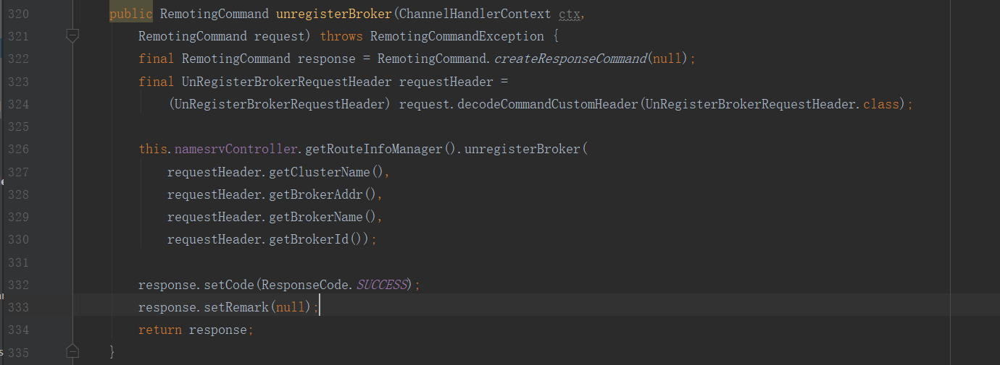 320 public RemotingCommand unregisterBroker(ChannelHandlerContext ctx,
321 RemotingCommand request) throws RemotingCommandException {
322 final RemotingCommand response = RemotingCommand.createResponseCommand(null);
323 final UnRegisterBrokerRequestHeader requestHeader =
324 (UnRegisterBrokerRequestHeader) request.decodeCommandCustomHeader(UnRegisterBrokerRequestHeader.class);
325
326 this.namesrvController.getRouteInfoManager().unregisterBroker(
327 requestHeader.getClusterName(),
328 requestHeader.getBrokerAddr(),
329 requestHeader.getBrokerName(),
330 requestHeader.getBrokerId());
331
332 response.setCode(ResponseCode.SUCCESS);
333 response.setRemark(null);
334 return response;
335 }